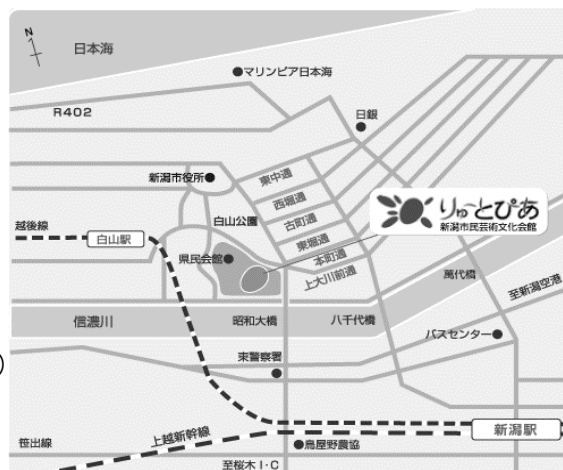 N
日本海
マリンピア日本海
R402
日銀
新潟市役所
東中通
西堀通
古町通
東堀通
本町通
上大川前通
白山公園
りゅーとぴあ
新潟市民芸術文化会館
越後線
白山駅
県民会館
萬代橋
至新潟空港
信濃川
昭和大橋
八千代橋
バスセンター
東警察署
新潟駅
上越新幹線
笹出線
鳥屋野農協
至桜木I・C